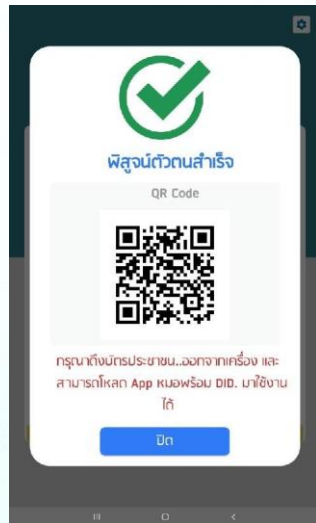 พิสูจน์ตัวตนสำเร็จ
QR Code
กรุณาดึงบัตรประชาชน..ออกจากเครื่อง และ
สามารถโหลด App หมอพร้อม DID. มาใช้งาน
ได้
ปิด